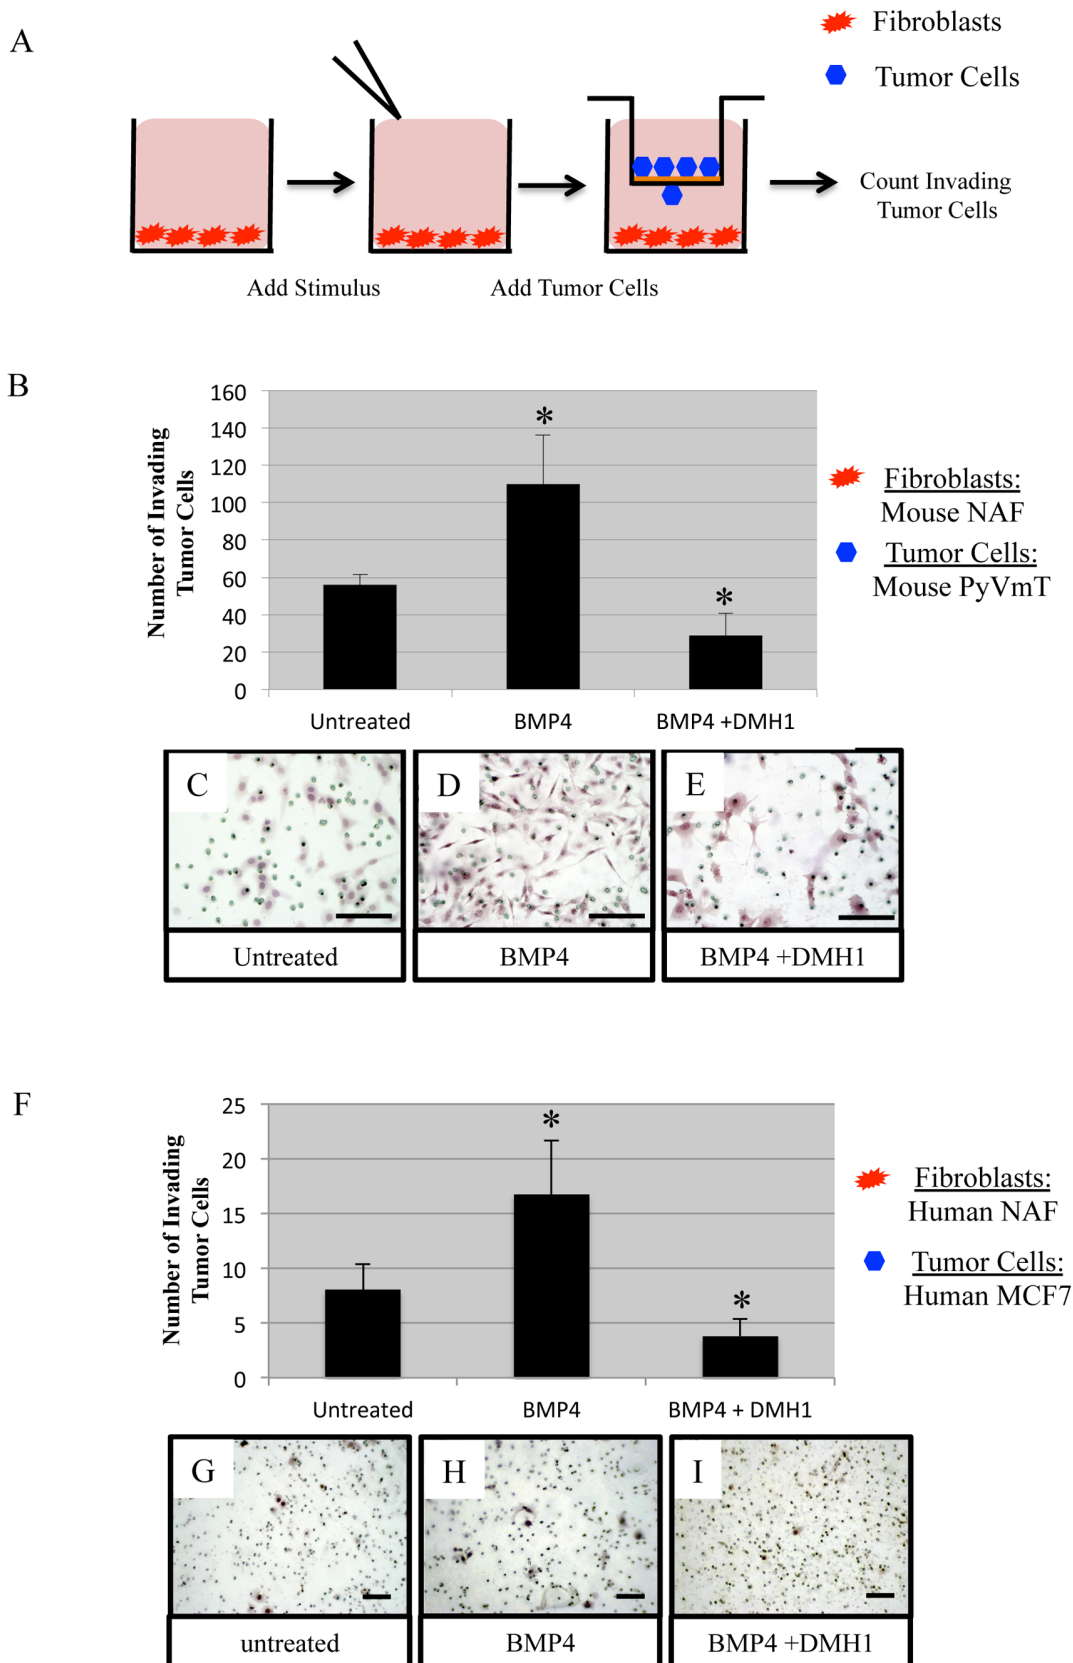 A
Fibroblasts
Tumor Cells
Count Invading
Tumor Cells
Add Stimulus
Add Tumor Cells
B
Number of Invading
Tumor Cells
160
140
120
100
80
60
40
20
0
*
*
Untreated
BMP4
BMP4 +DMH1
Fibroblasts:
Mouse NAF
Tumor Cells:
Mouse PyVmT
C
D
E
Untreated
BMP4
BMP4 +DMH1
F
Number of Invading
Tumor Cells
25
20
15
10
5
0
*
*
Untreated
BMP4
BMP4 + DMH1
Fibroblasts:
Human NAF
Tumor Cells:
Human MCF7
G
H
I
untreated
BMP4
BMP4 +DMH1